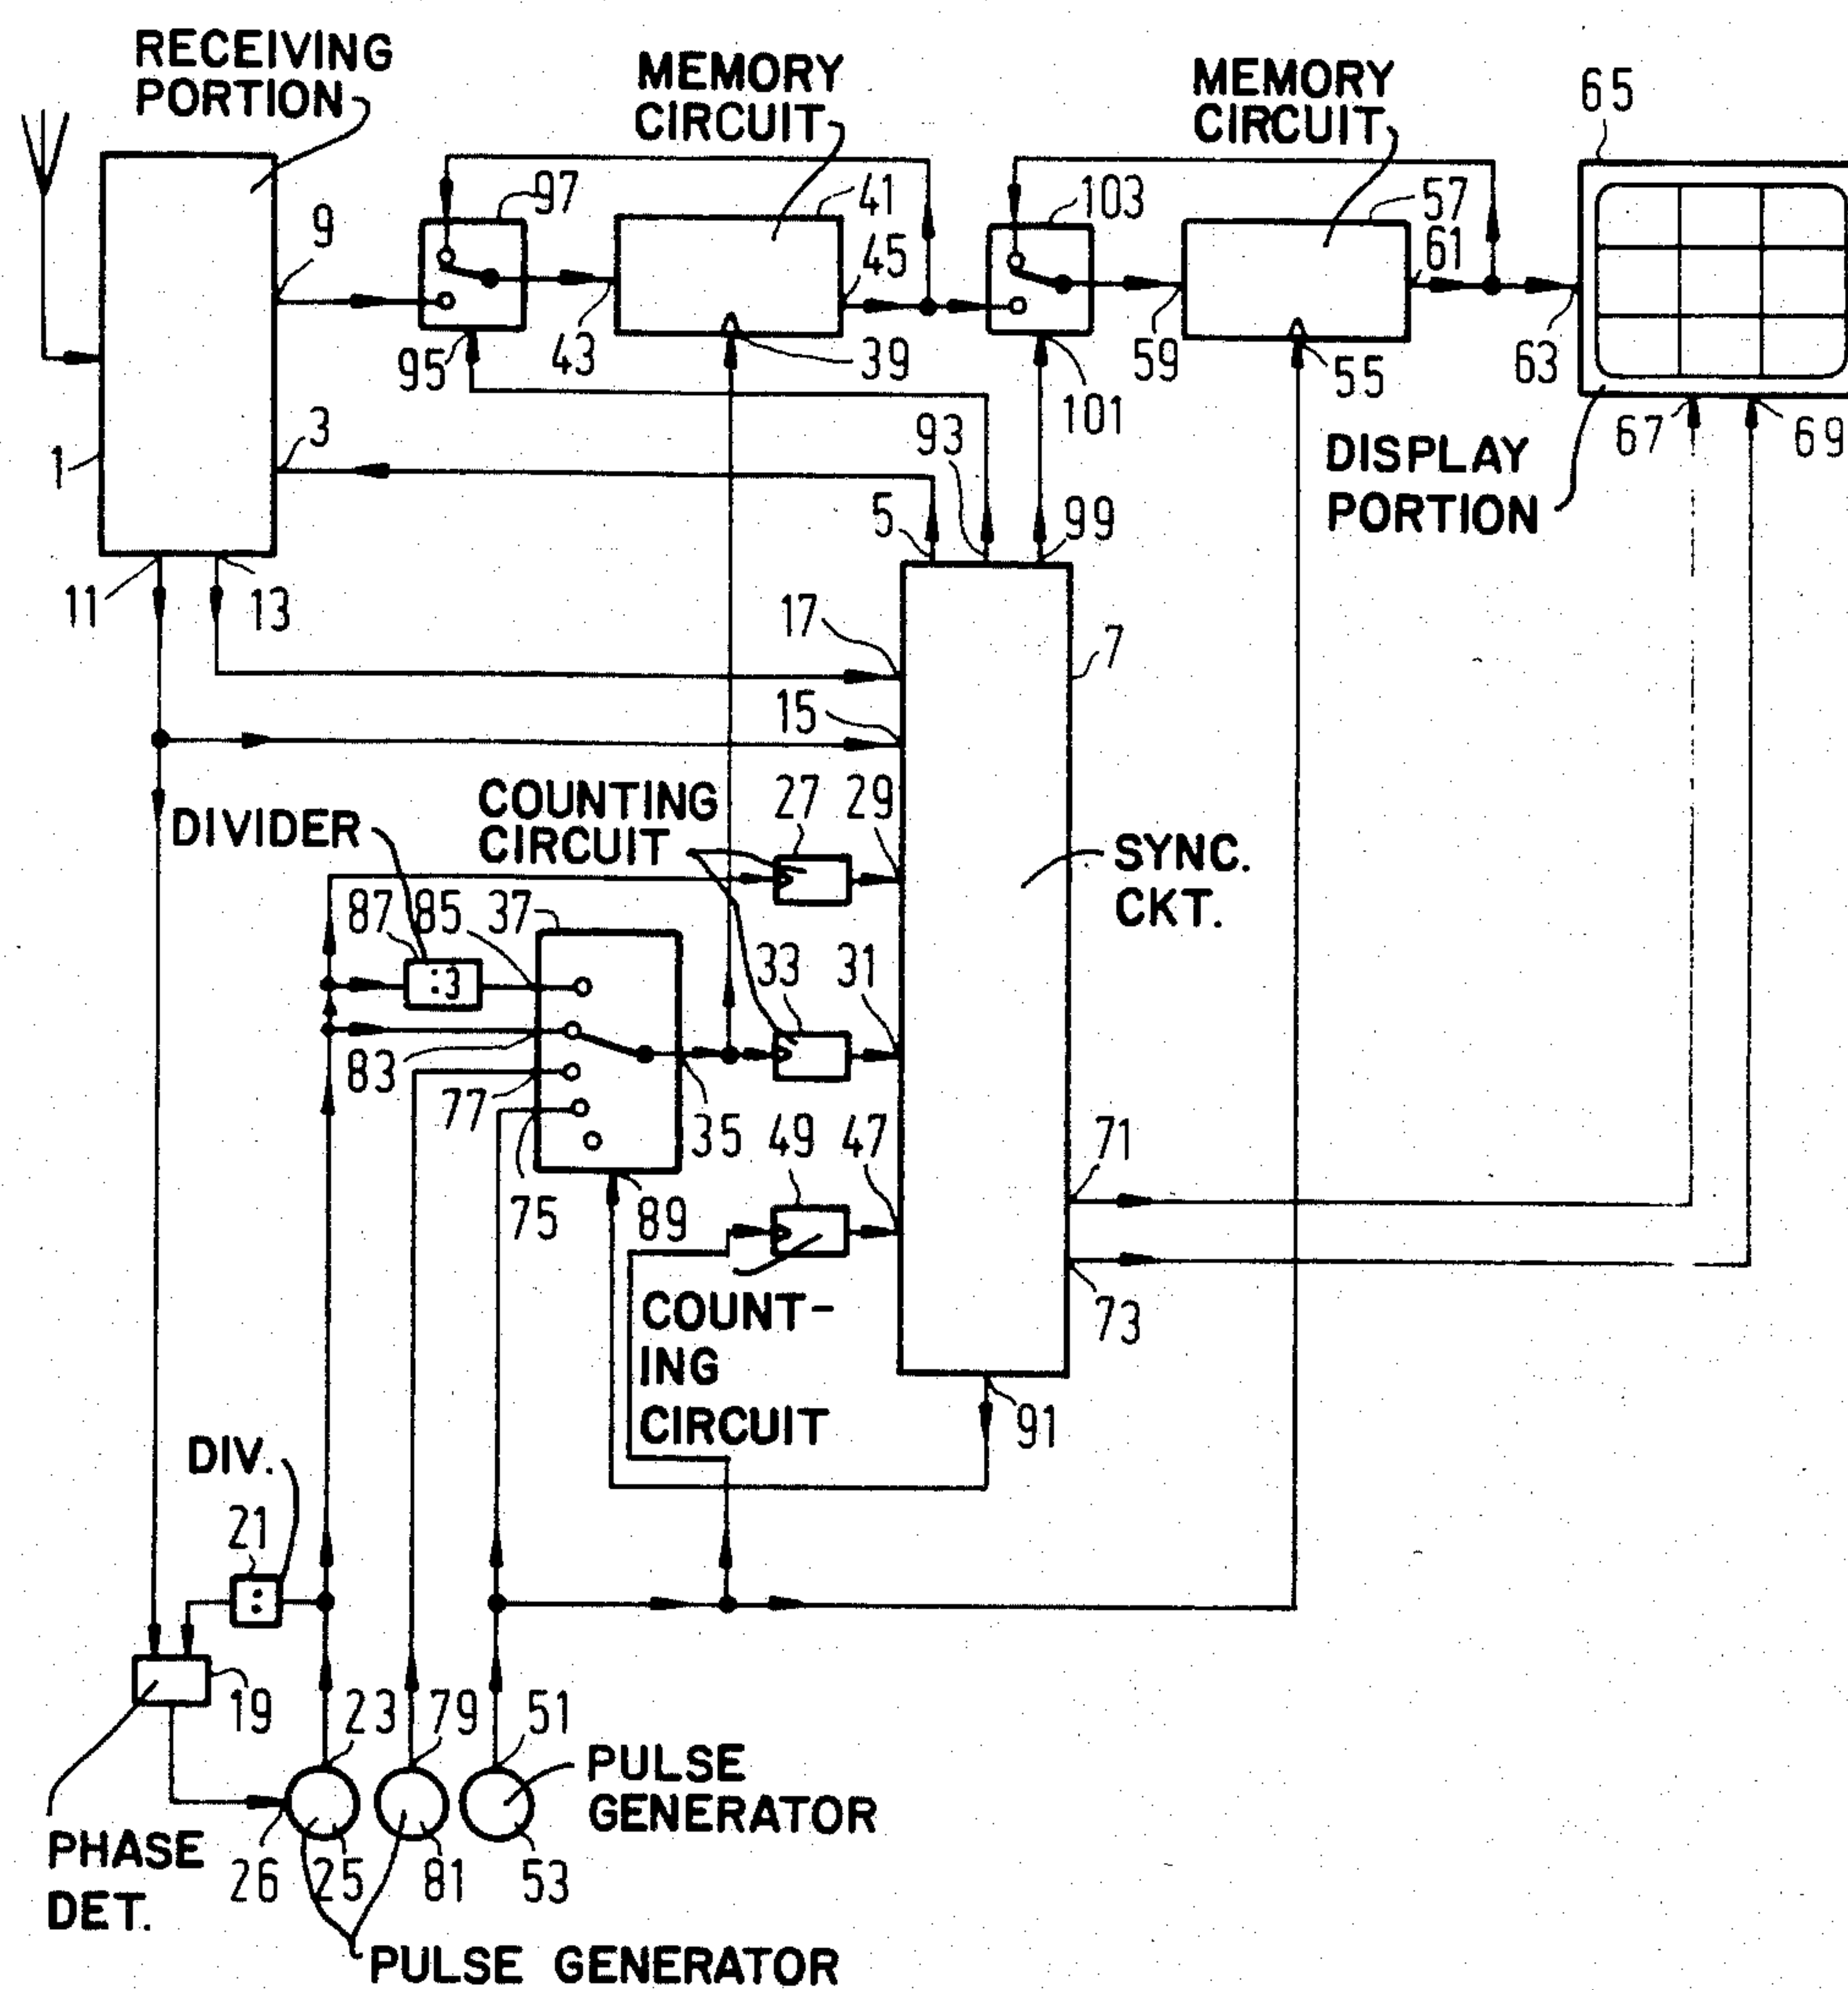 RECEIVING
PORTION
MEMORY
CIRCUIT
MEMORY
CIRCUIT
65
97
41
103
57
9
45
61
95
43
39
59
55
63
101
67
69
1
3
93
DISPLAY
PORTION
5
99
11
13
17
7
15
DIVIDER
COUNTING
CIRCUIT
27
29
SYNC.
CKT.
87
85
37
:3
33
31
83
77
35
49
47
71
75
89
73
COUNT-
ING
CIRCUIT
91
DIV.
21
:
19
23
79
51
PULSE
GENERATOR
PHASE
DET.
26
25
81
53
PULSE GENERATOR